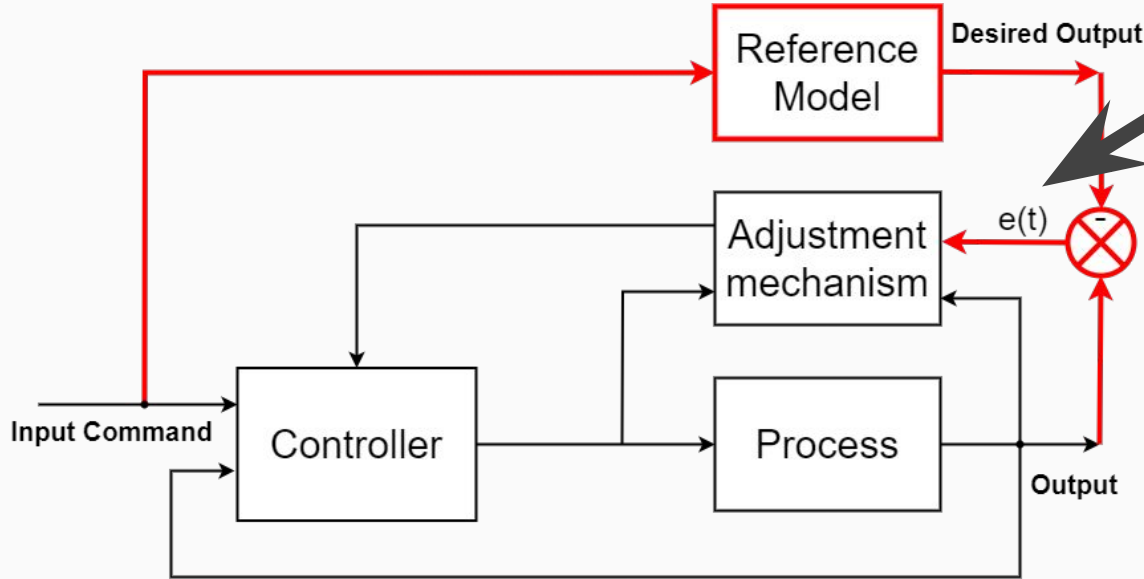 Reference
Model
Desired Output
-
e(t)
Adjustment
mechanism
Input Command
Controller
Process
Output